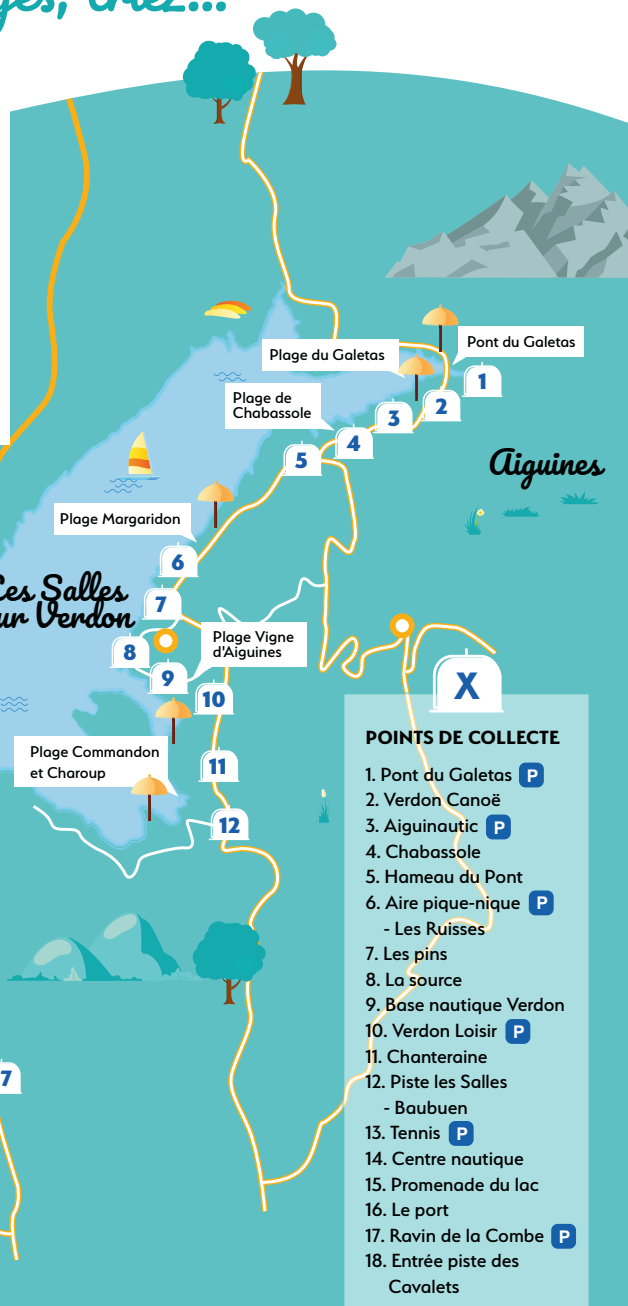 Pont du Galetas
Plage du Galetas
1
Plage de
Chabassole
2
3
4
5
Aiguines
Plage Margaridon
6
Les Salles
sur Verdon
7
8
Plage Vigne
d'Aiguines
9
10
X
Plage Commandon
et Charoup
11
12
7
POINTS DE COLLECTE
1. Pont du Galetas P
2. Verdon Canoë
3. Aiguinautic P
4. Chabassole
5. Hameau du Pont
6. Aire pique-nique P
- Les Ruisses
7. Les pins
8. La source
9. Base nautique Verdon
10. Verdon Loisir P
11. Chanteraine
12. Piste les Salles
- Baubuen
13. Tennis P
14. Centre nautique
15. Promenade du lac
16. Le port
17. Ravin de la Combe P
18. Entrée piste des
Cavalets